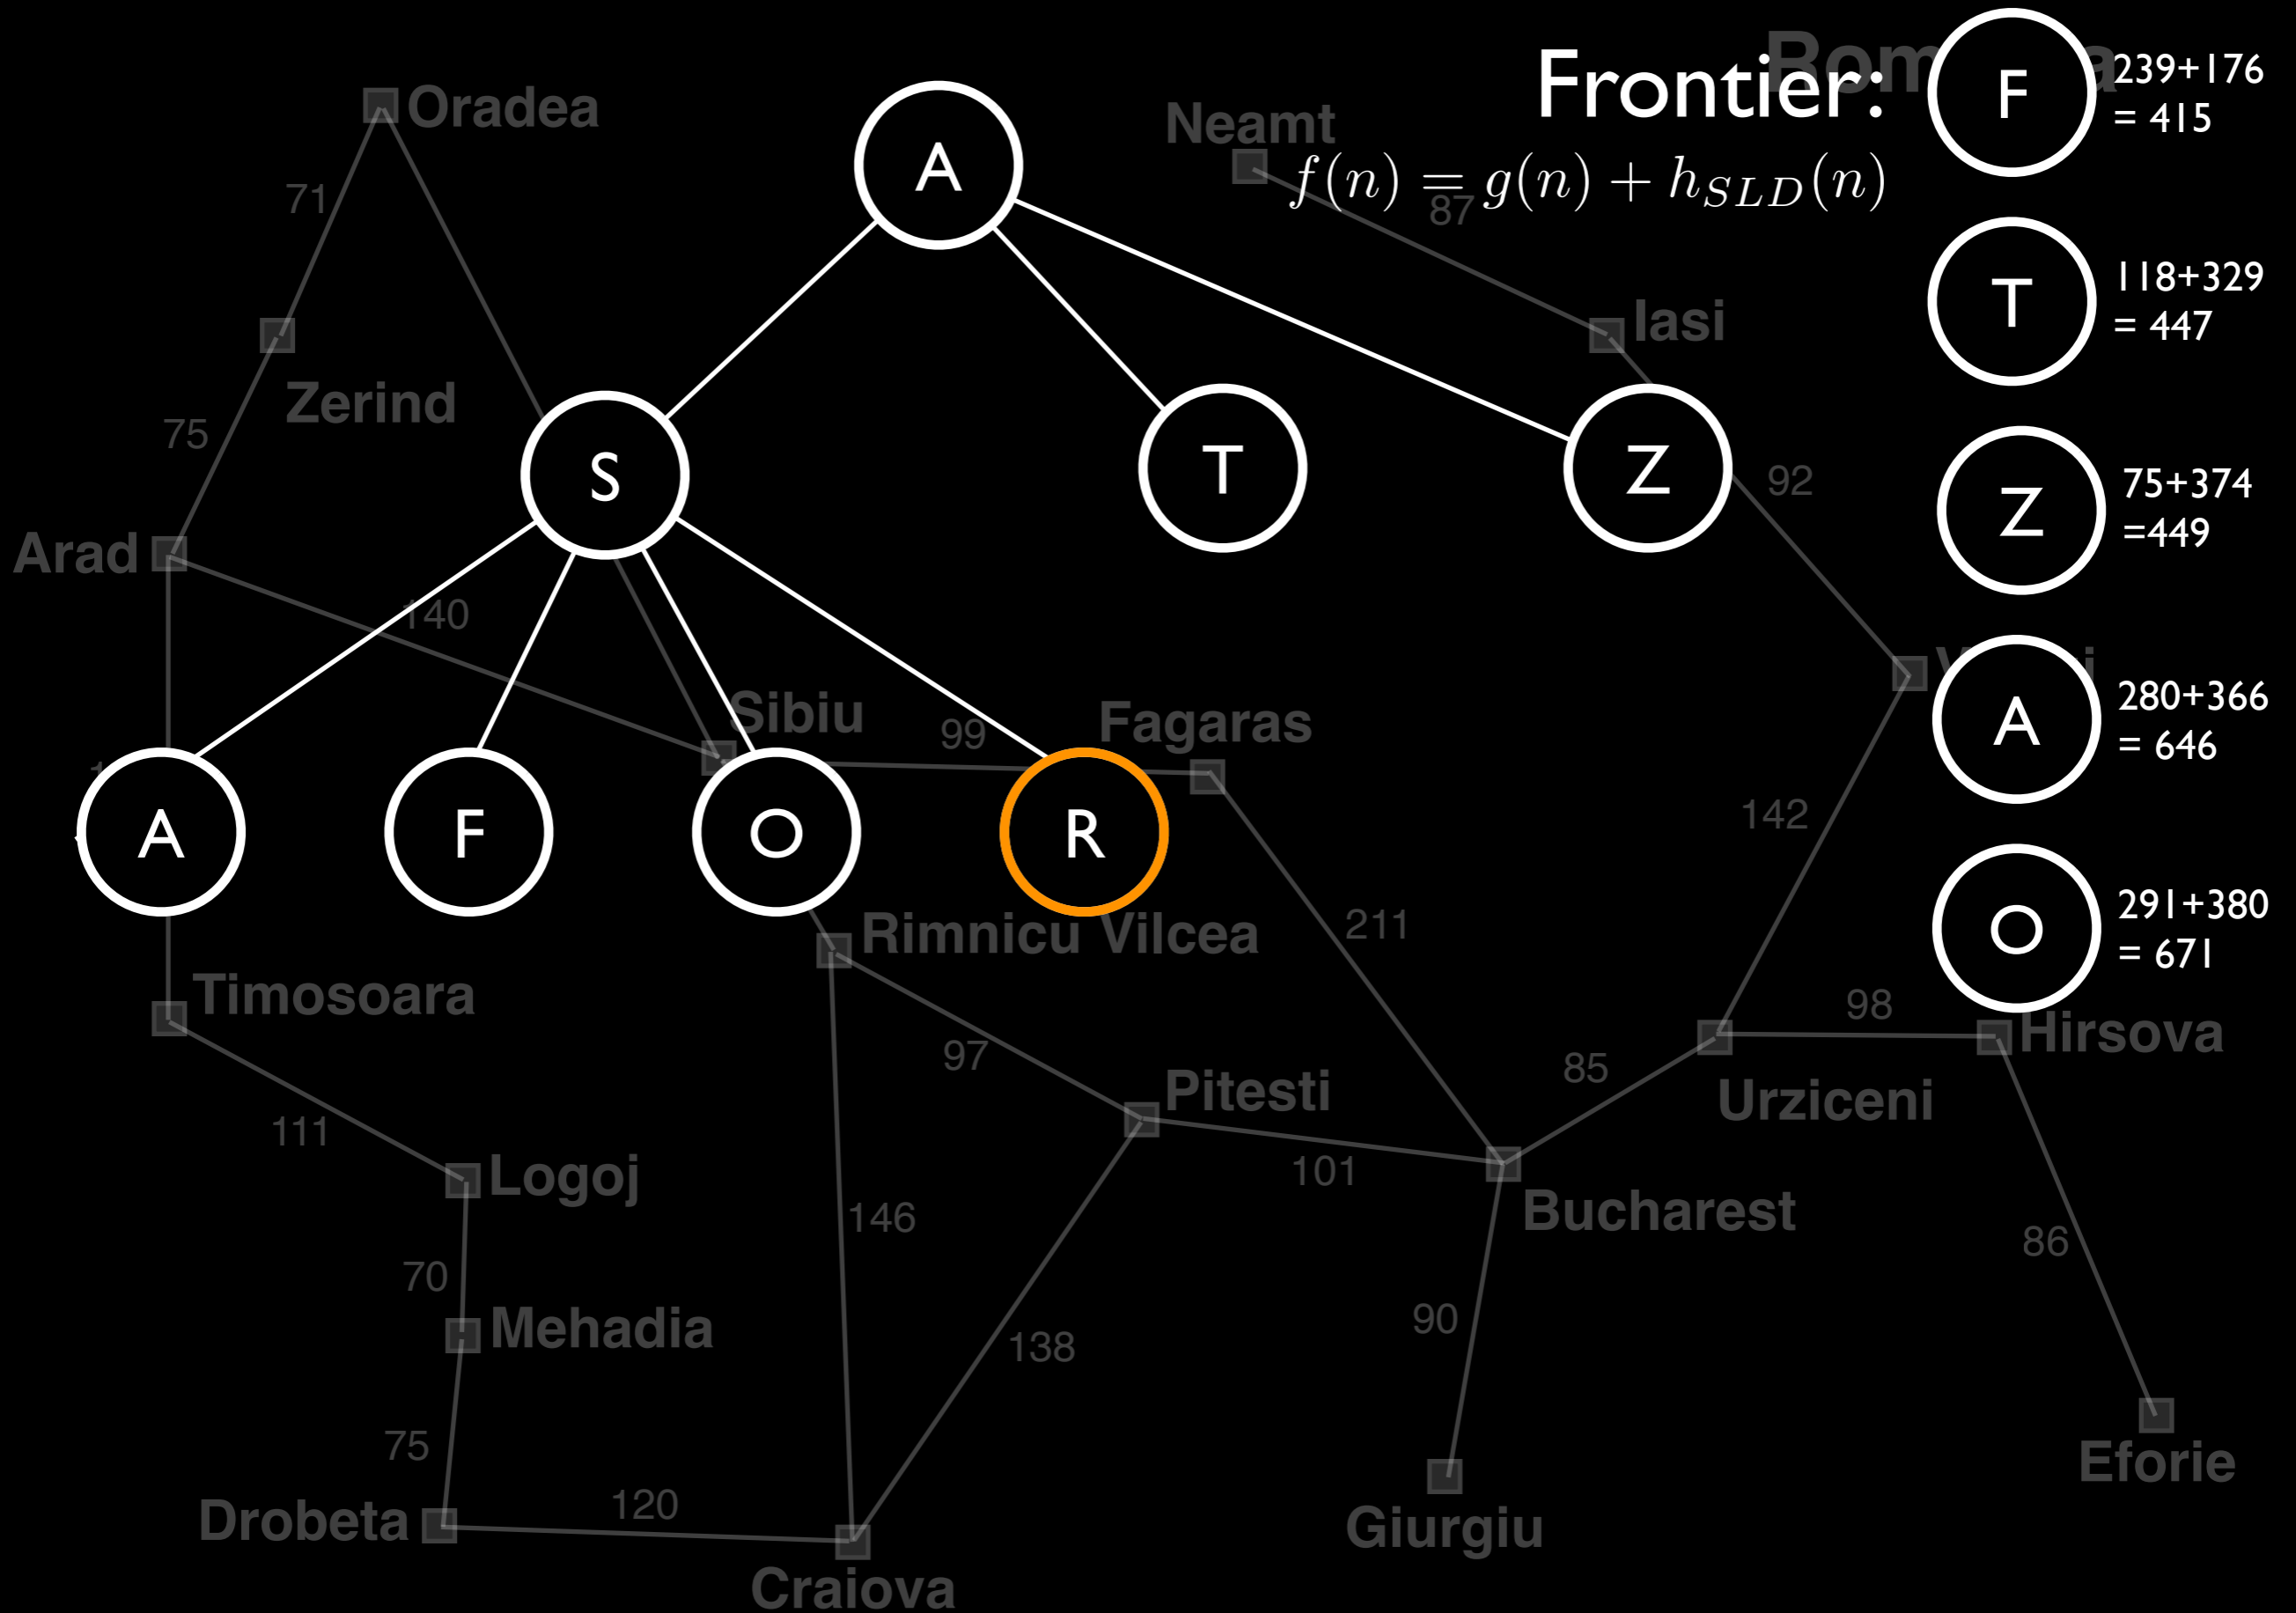 Frontier:
f(n) = g(n) + hSLD(n)
F
239+176
= 415
T
118+329
= 447
Z
75+374
=449
A
280+366
= 646
O
291+380
= 671
A
S
T
Z
A
F
O
R
Oradea
Neamt
87
71
Iasi
Zerind
75
92
Arad
140
Sibiu
99
Fagaras
142
211
Rimnicu Vilcea
Timosoara
98
Hirsova
97
85
Pitesti
Urziceni
111
101
Logoj
Bucharest
146
86
70
Mehadia
90
138
75
Eforie
120
Drobeta
Giurgiu
Craiova